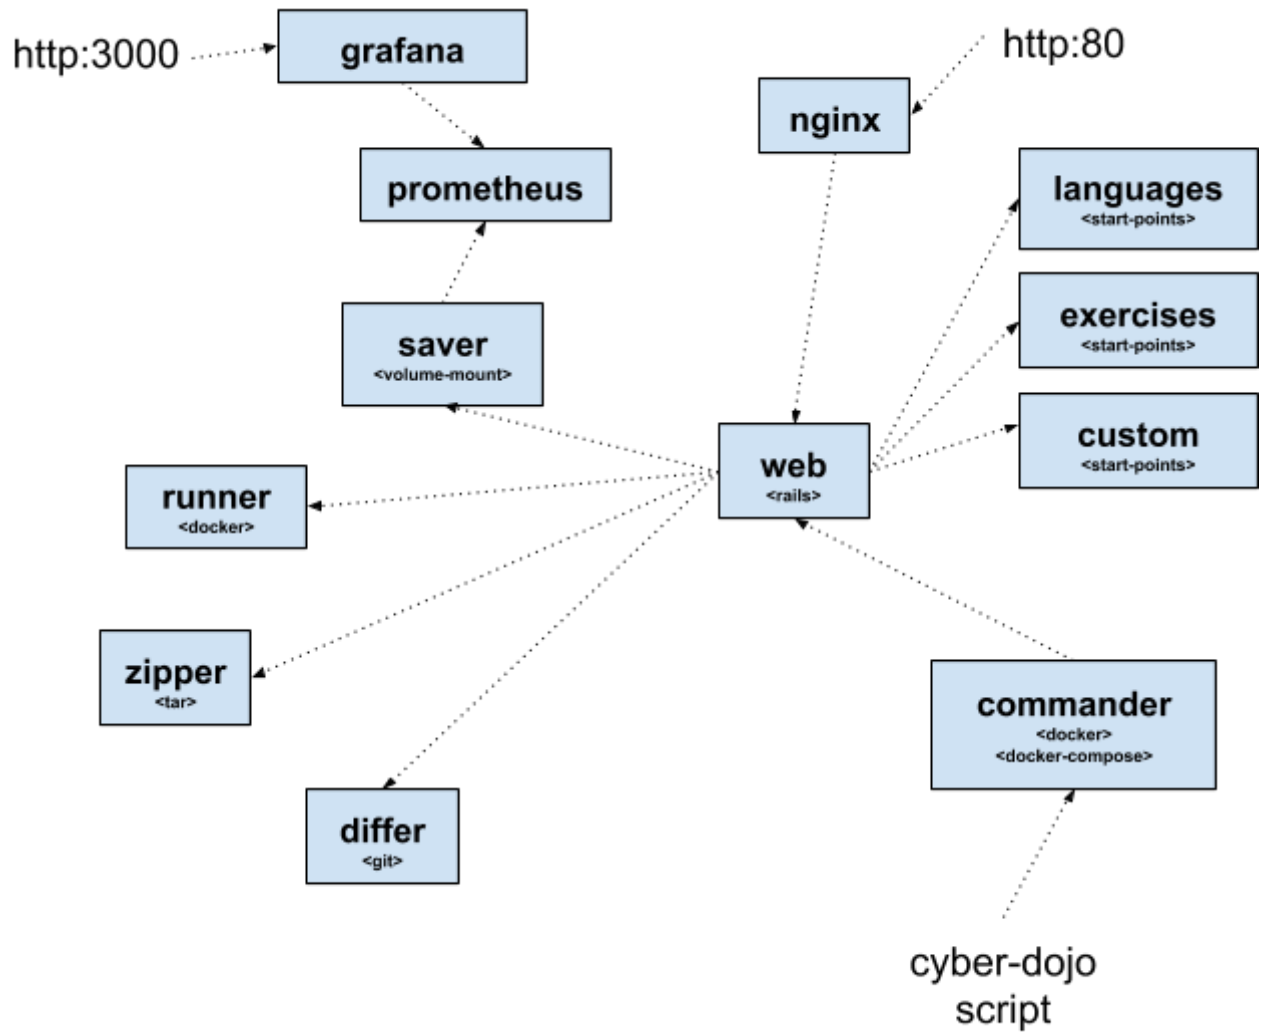 http:3000
grafana
http:80
nginx
prometheus
languages
<start-points>
exercises
<start-points>
saver
<volume-mount>
custom
<start-points>
web
<rails>
runner
<docker>
zipper
<tar>
commander
<docker>
<docker-compose>
differ
<git>
cyber-dojo
script